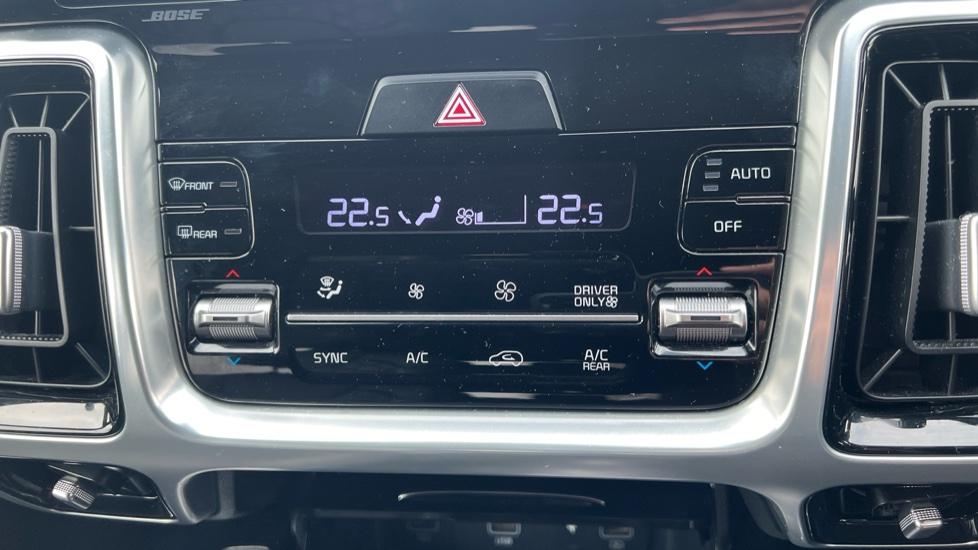 BOSE
FRONT
REAR
22.5 22.5
AUTO
OFF
DRIVER
ONLY
SYNC A/C A/C
REAR